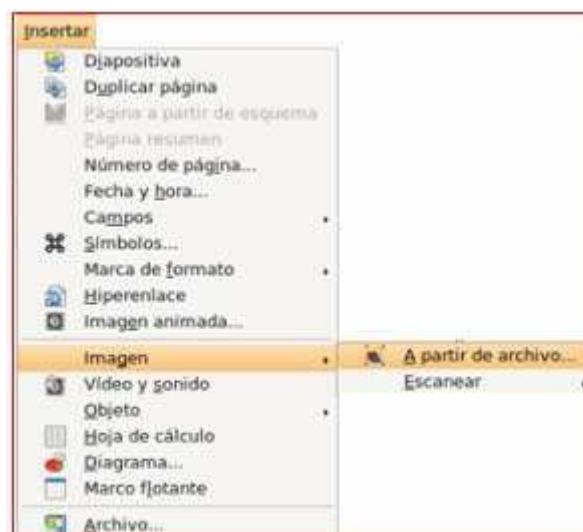 Insertar
Diapositiva
Duplicar página
Página a partir de esquema
Página resumen
Número de página...
Fecha y hora...
Campos
Símbolos...
Marca de formato
Hiperenlace
Imagen animada...
Imagen
A partir de archivo...
Vídeo y sonido
Escanear
Objeto
Hoja de cálculo
Diagrama...
Marco flotante
Archivo...